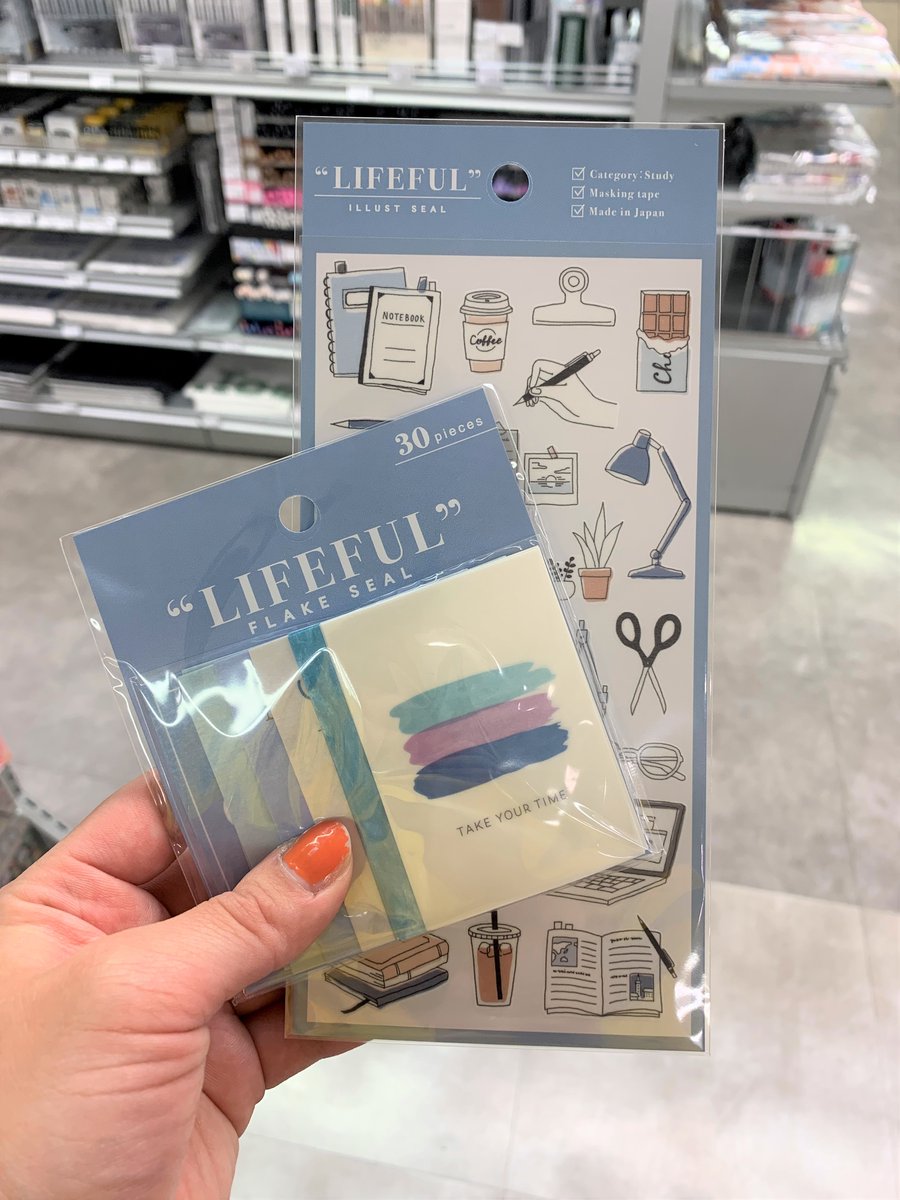 “LIFEFUL”
ILLUST SEAL
Category:Study
Masking tape
Made in Japan
NOTEBOOK
Coffee
30 pieces
“LIFEFUL”
FLAKE SEAL
TAKE YOUR TIME